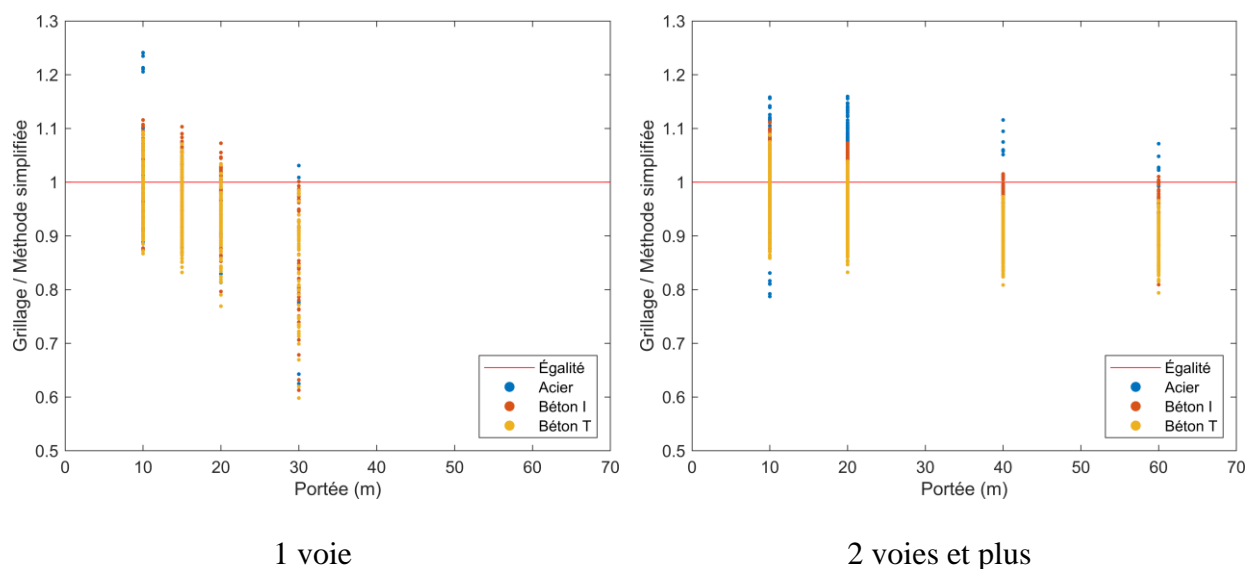 1.3
1.2
1.1
1
0.9
0.8
0.7
0.6
0.5
Grillage / Méthode simplifiée
0 10 20 30 40 50 60 70
Portée (m)
Égalité
Acier
Béton I
Béton T
1 voie
1.3
1.2
1.1
1
0.9
0.8
0.7
0.6
0.5
Grillage / Méthode simplifiée
0 10 20 30 40 50 60 70
Portée (m)
Égalité
Acier
Béton I
Béton T
2 voies et plus